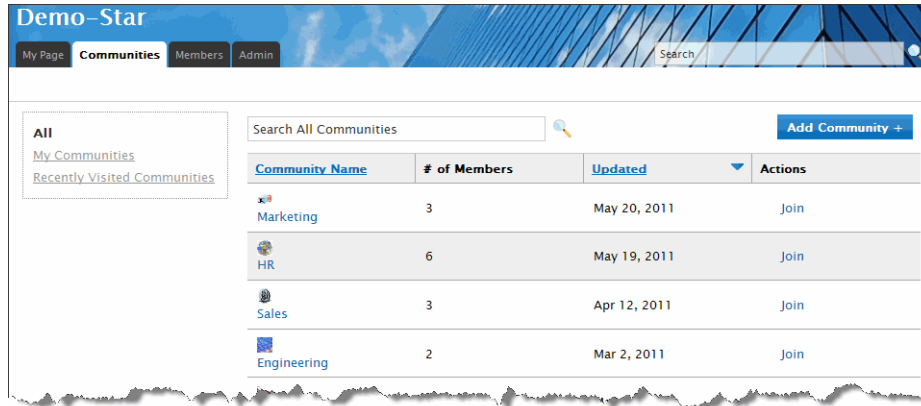 Demo-Star
My Page Communities Members Admin Search
All
My Communities
Recently Visited Communities
Search All Communities
Add Community +
Community Name # of Members Updated Actions
Marketing 3 May 20, 2011 Join
HR 6 May 19, 2011 Join
Sales 3 Apr 12, 2011 Join
Engineering 2 Mar 2, 2011 Join